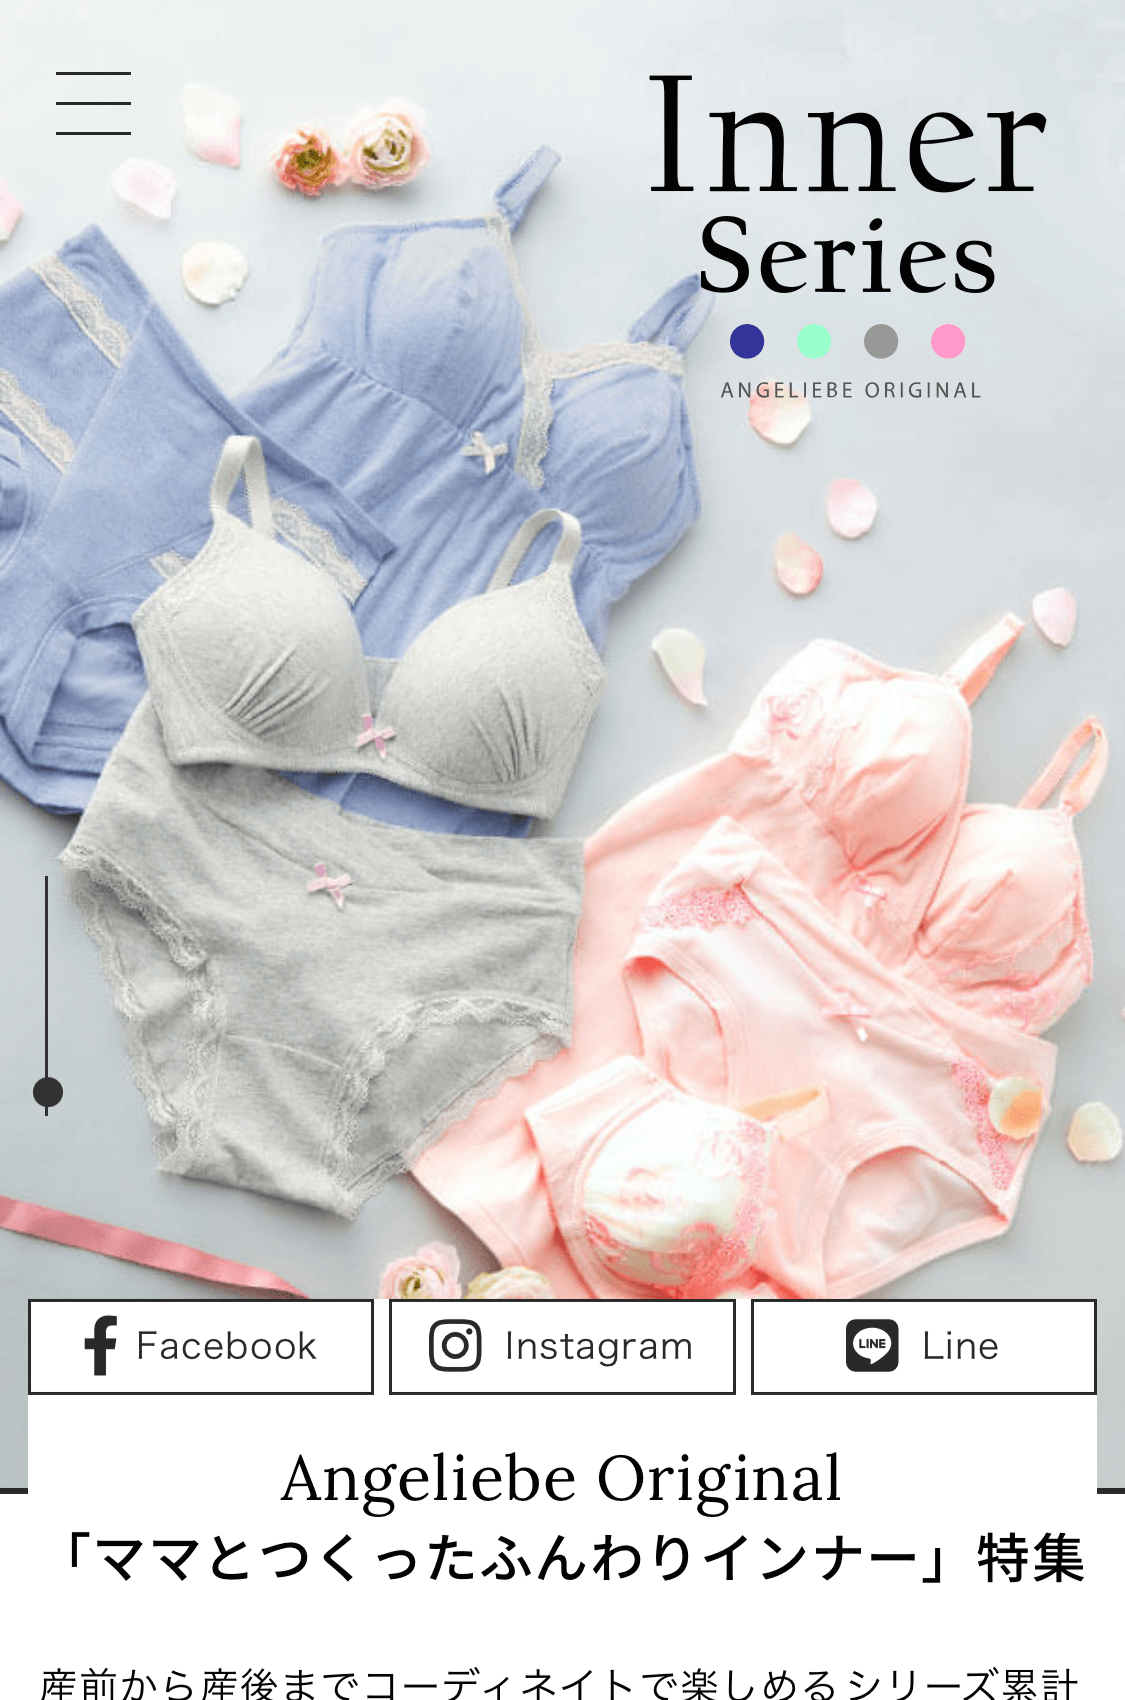 Inner
Series
ANGELIEBE ORIGINAL
Facebook
Instagram
LINE
Line
Angeliebe Original
「ママとつくったふんわりインナー」特集
産前から産後までコーディネイトで楽しめるシリーズ累計